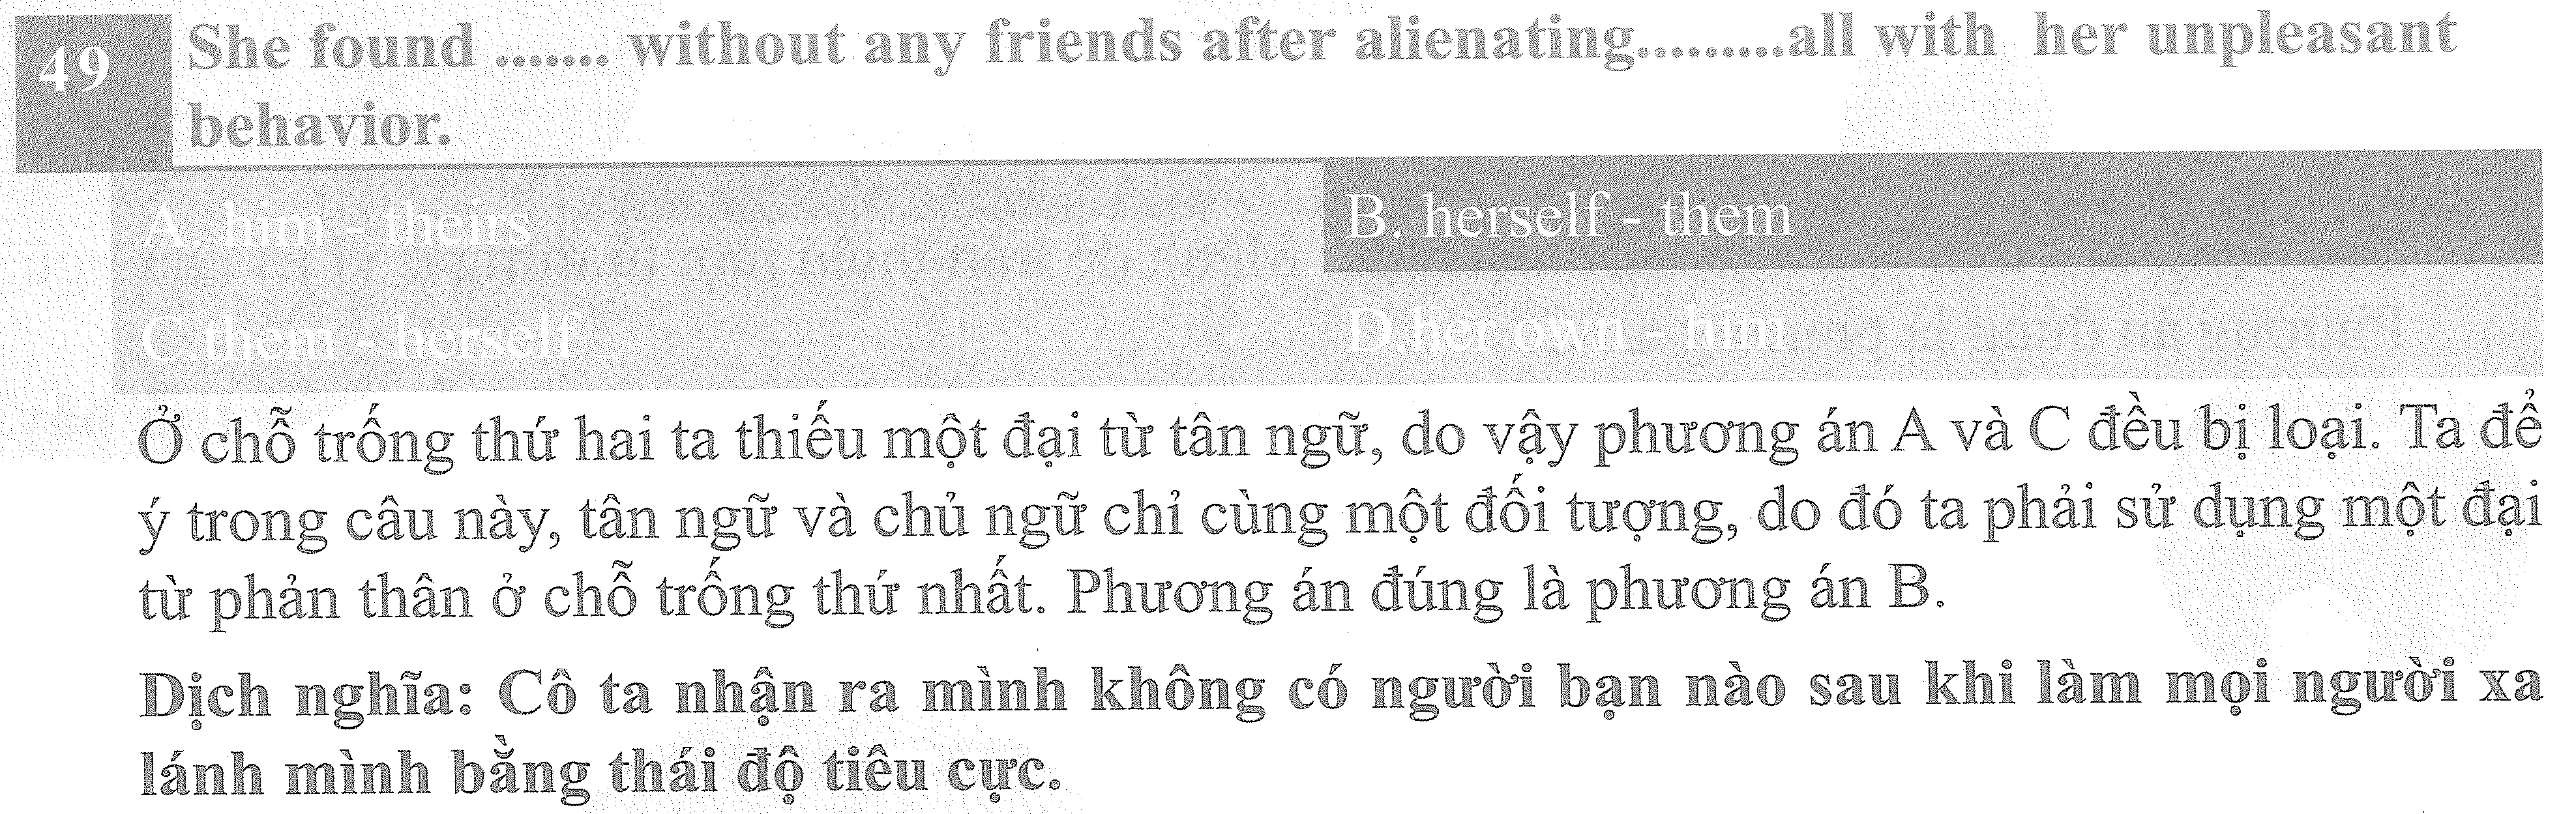 49
She found ....... without any friends after alienating.........all with her unpleasant
behavior.
A. him - theirs
B. herself - them
C.them - herself
D.her own - him
Ở chỗ trống thứ hai ta thiếu một đại từ tân ngữ, do vậy phương án A và C đều bị loại. Ta để
ý trong câu này, tân ngữ và chủ ngữ chỉ cùng một đối tượng, do đó ta phải sử dụng một đại
từ phản thân ở chỗ trống thứ nhất. Phương án đúng là phương án B.
Dịch nghĩa: Cô ta nhận ra mình không có người bạn nào sau khi làm mọi người xa
lánh mình bằng thái độ tiêu cực.